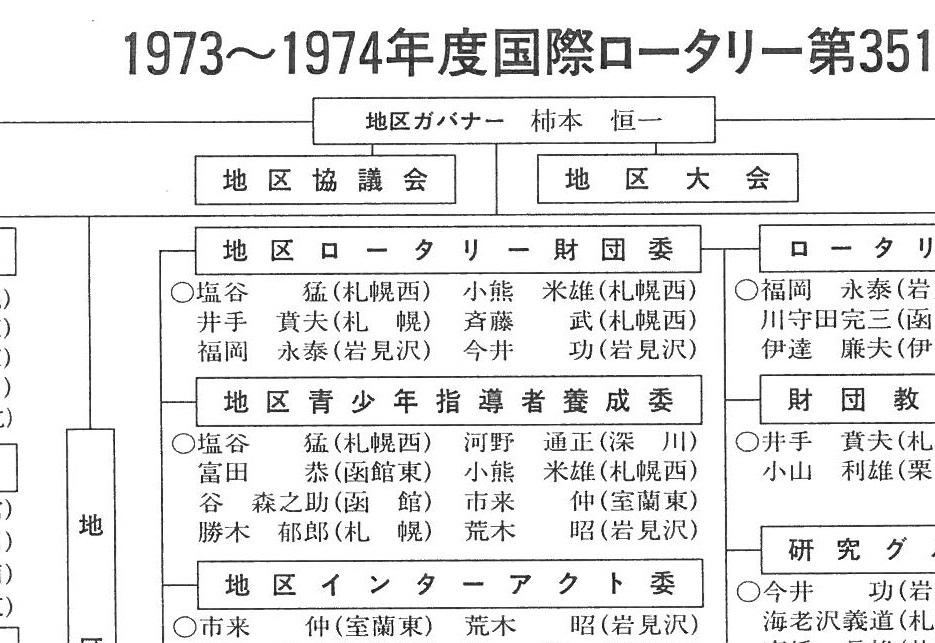 1973〜1974年度国際ロータリー第351
地区ガバナー 柿本 恒一
地区協議会 地区大会
地区ロータリー財団委
○塩谷 猛(札幌西) 小熊 米雄(札幌西)
井手 賁夫(札 幌) 斉藤 武(札幌西)
福岡 永泰(岩見沢) 今井 功(岩見沢)
地区青少年指導者養成委
○塩谷 猛(札幌西) 河野 通正(深 川)
富田 恭(函館東) 小熊 米雄(札幌西)
谷 森之助(函 館) 市来 仲(室蘭東)
勝木 郁郎(札 幌) 荒木 昭(岩見沢)
地区インターアクト委
○市来 仲(室蘭東) 荒木 昭(岩見沢)
ロータリ
○福岡 永泰(岩
川守田完三(函
伊達 廉夫(伊
財団教
○井手 賁夫(札
小山 利雄(栗
研究グ
○今井 功(岩
海老沢義道(札
地